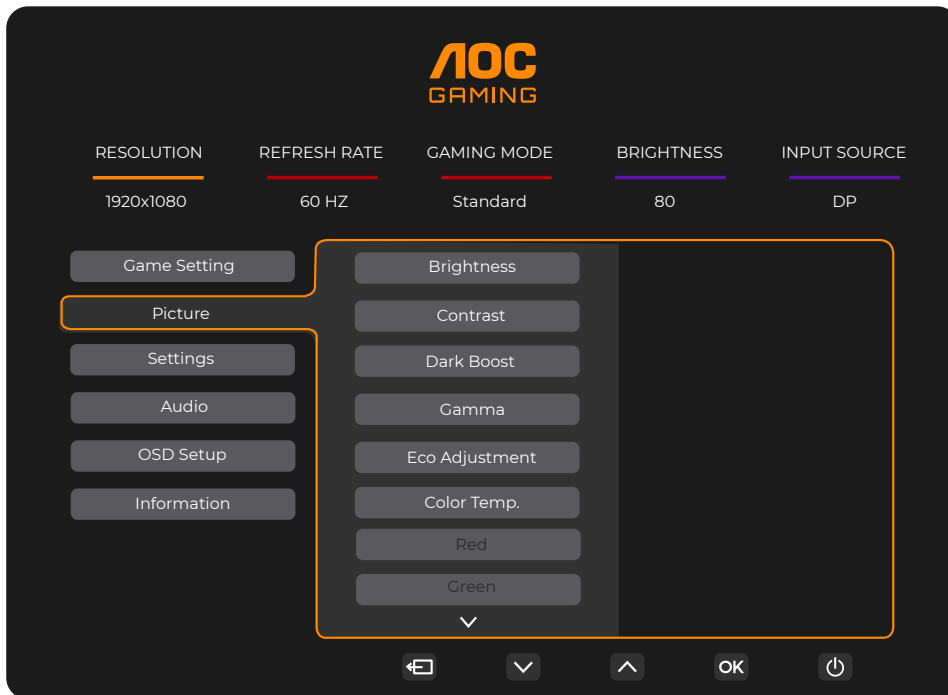 AOC
GAMING
RESOLUTION REFRESH RATE GAMING MODE BRIGHTNESS INPUT SOURCE
1920x1080 60 HZ Standard 80 DP
Game Setting
Picture
Settings
Audio
OSD Setup
Information
Brightness
Contrast
Dark Boost
Gamma
Eco Adjustment
Color Temp.
Red
Green
OK